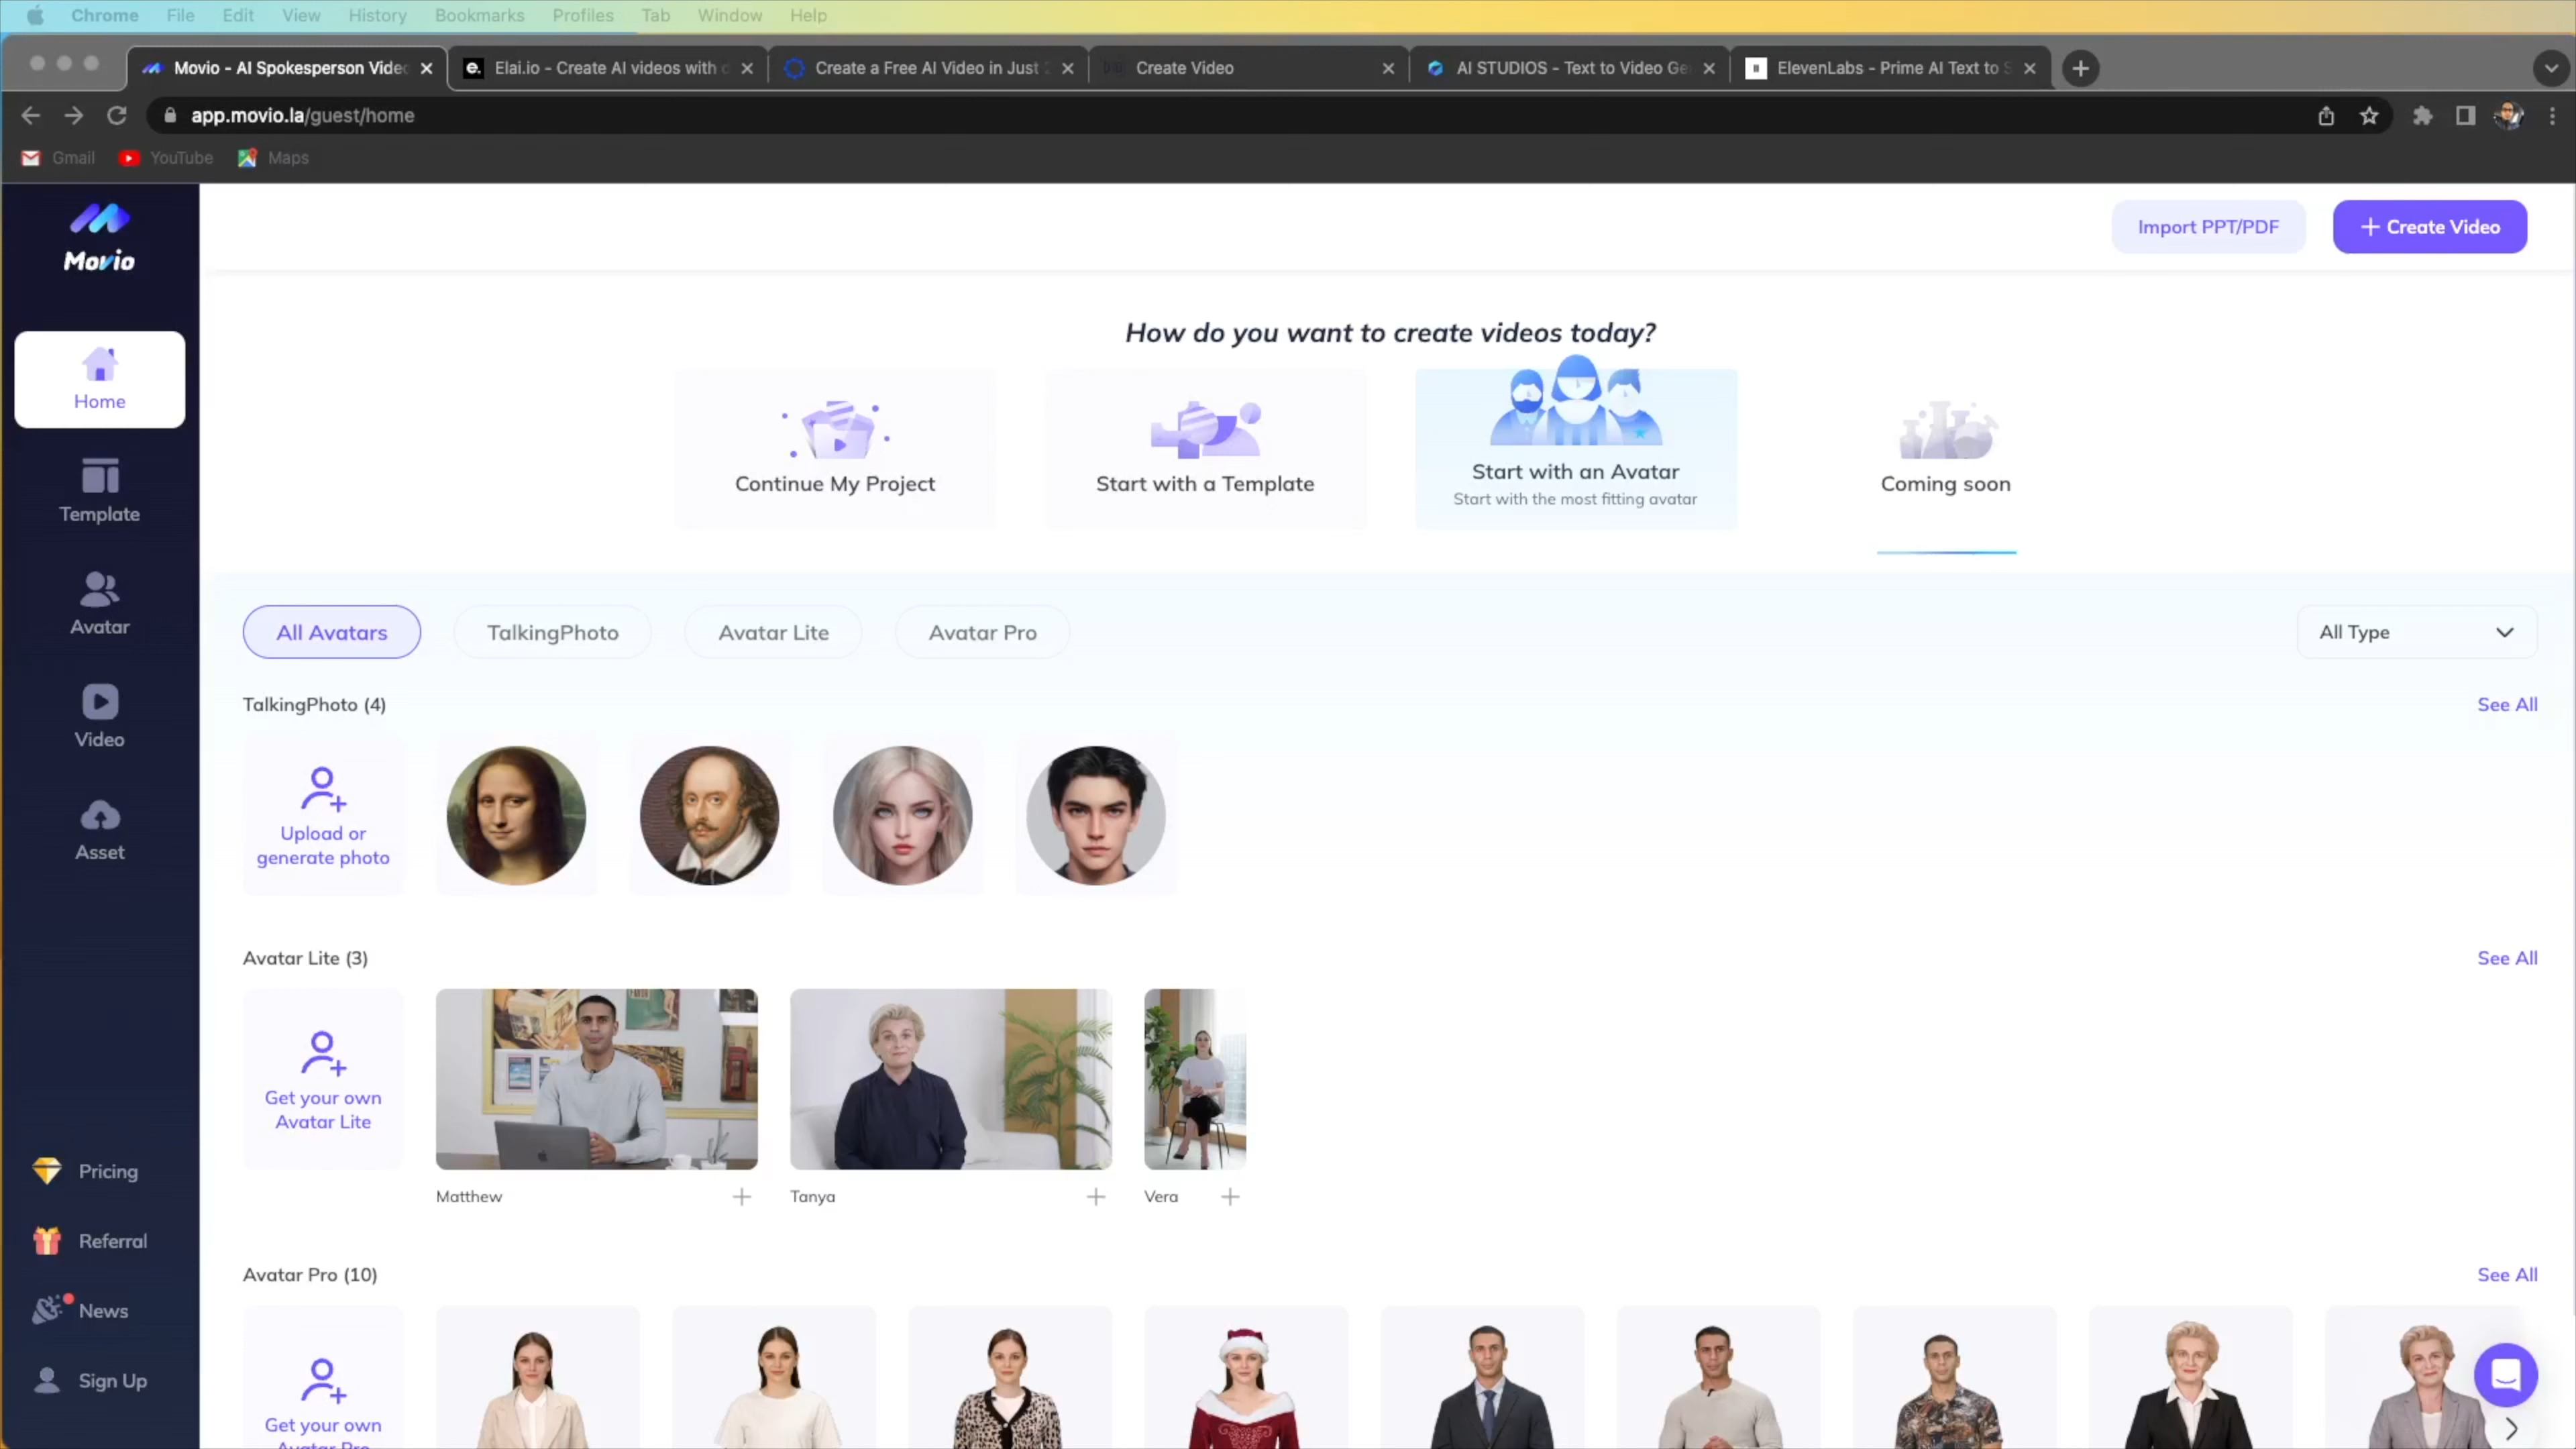 Chrome File Edit View History Bookmarks Profiles Tab Window Help
Movio - AI Spokesperson Video Elai.io - Create AI videos with Create a Free AI Video in Just Create Video AI STUDIOS - Text to Video Ge ElevenLabs - Prime AI Text to S
app.movio.la/guest/home
Gmail YouTube Maps
Movio
Import PPT/PDF + Create Video
How do you want to create videos today?
Home
Continue My Project
Start with a Template
Start with an Avatar
Start with the most fitting avatar
Coming soon
Template
Avatar
Video
Asset
All Avatars TalkingPhoto Avatar Lite Avatar Pro All Type
TalkingPhoto (4) See All
Upload or
generate photo
Avatar Lite (3) See All
Get your own
Avatar Lite
Matthew Tanya Vera
Avatar Pro (10) See All
Get your own
Avatar Pro
Pricing
Referral
News
Sign Up